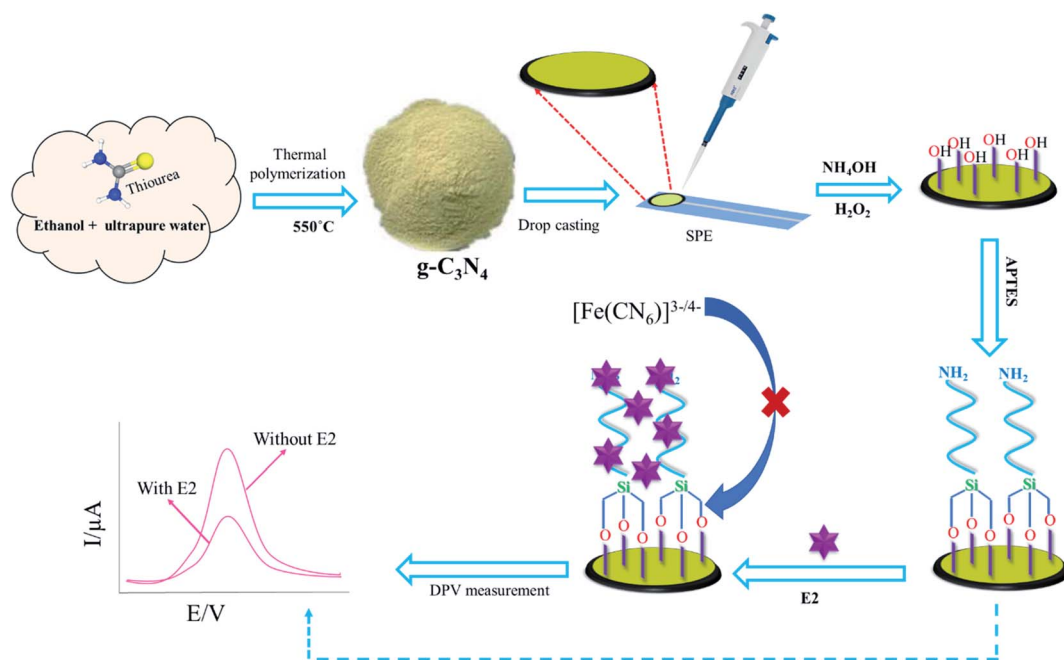 Thiourea
Ethanol + ultrapure water
Thermal
polymerization
550°C
g-C₃N₄
Drop casting
SPE
NH₄OH
H₂O₂
OH
OH
OH
OH
OH
OH
OH
APTES
[Fe(CN₆)]³⁻/⁴⁻
NH₂
NH₂
Si
Si
O
O
O
O
O
O
Si
Si
O
O
O
O
O
O
E2
DPV measurement
Without E2
With E2
I/μA
E/V